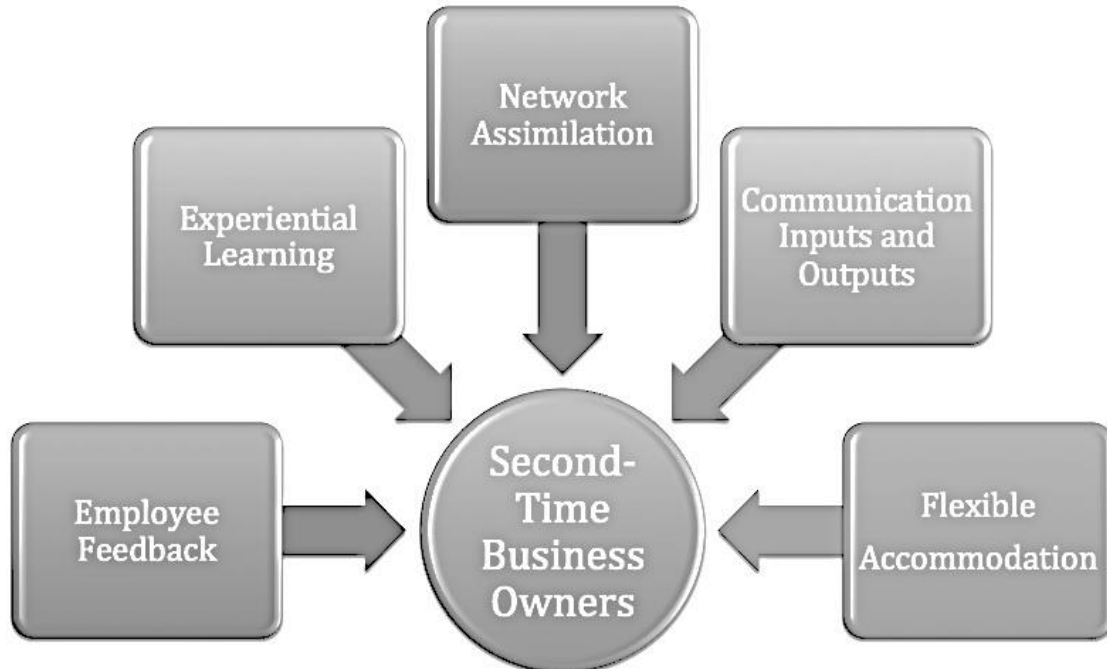 Network
Assimilation
Experiential
Learning
Communication
Inputs and
Outputs
Employee
Feedback
Second-
Time
Business
Owners
Flexible
Accommodation